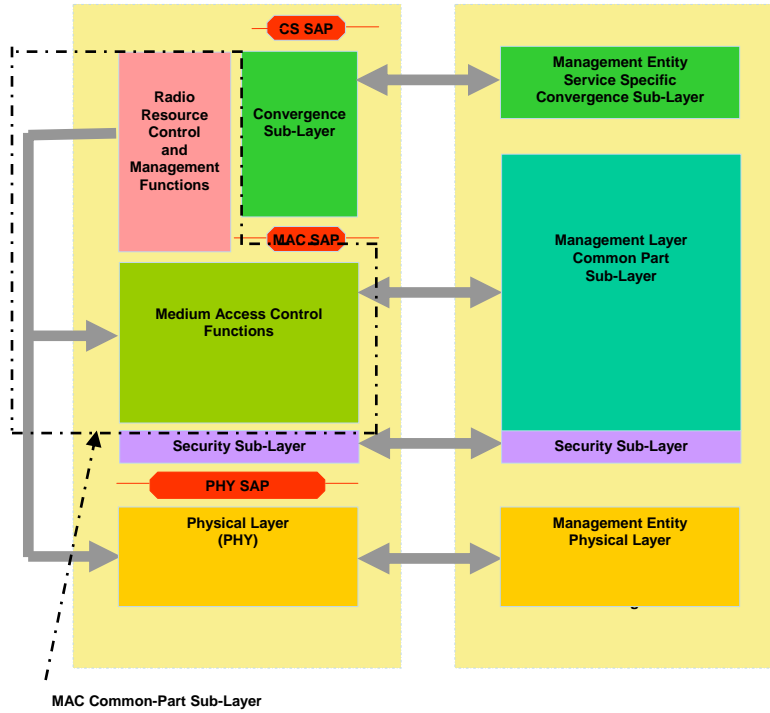 CS SAP
Radio
Resource
Control
and
Management
Functions
Convergence
Sub-Layer
Management Entity
Service Specific
Convergence Sub-Layer
MAC SAP
Management Layer
Common Part
Sub-Layer
Medium Access Control
Functions
Security Sub-Layer
Security Sub-Layer
PHY SAP
Physical Layer
(PHY)
Management Entity
Physical Layer
MAC Common-Part Sub-Layer